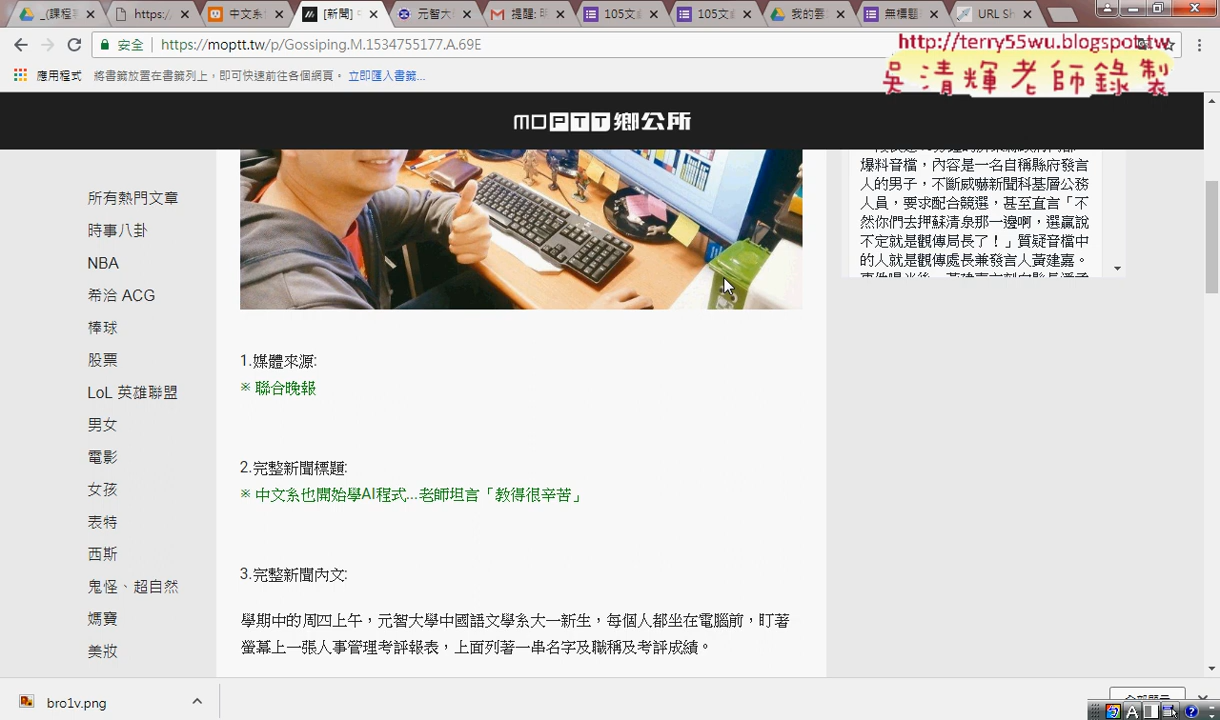 _(課程
https:/
中文系
[新聞]
元智大
提醒: 明
105文
105文
我的雲
無標題
URL Sh
安全
https://moptt.tw/p/Gossiping.M.1534755177.A.69E
http://terry55wu.blogspot.tw
吳清輝老師錄製
應用程式
將書籤放置在書籤列上，即可快速前往各個網頁。
立即匯入書籤...
MOPTT鄉公所
所有熱門文章
時事八卦
NBA
希洽 ACG
棒球
股票
LoL 英雄聯盟
男女
電影
女孩
表特
西斯
鬼怪、超自然
媽寶
美妝
1.媒體來源:
※ 聯合晚報
2.完整新聞標題:
※ 中文系也開始學AI程式...老師坦言「教得很辛苦」
3.完整新聞內文:
學期中的周四上午，元智大學中國語文學系大一新生，每個人都坐在電腦前，盯著
螢幕上一張人事管理考評報表，上面列著一串名字及職稱及考評成績。
爆料音檔，內容是一名自稱縣府發言
人的男子，不斷威嚇新聞科基層公務
人員，要求配合競選，甚至直言「不
然你們去押蘇清泉那一邊啊，選贏說
不定就是觀傳局長了！」質疑音檔中
的人就是觀傳處長兼發言人黃建嘉。
bro1v.png
全部顯示